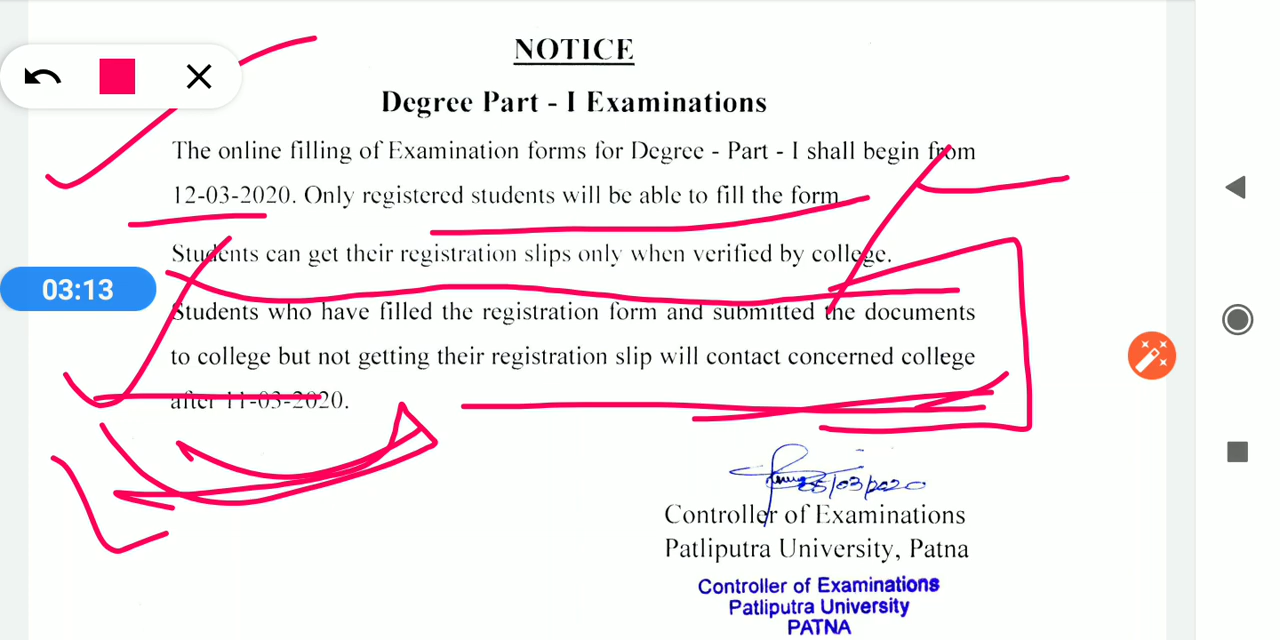 NOTICE
Degree Part - I Examinations
The online filling of Examination forms for Degree - Part - I shall begin from
12-03-2020. Only registered students will be able to fill the form
Students can get their registration slips only when verified by college.
03:13
Students who have filled the registration form and submitted the documents
to college but not getting their registration slip will contact concerned college
after 11-03-2020.
/03/2020
Controller of Examinations
Patliputra University, Patna
Controller of Examinations
Patliputra University
PATNA